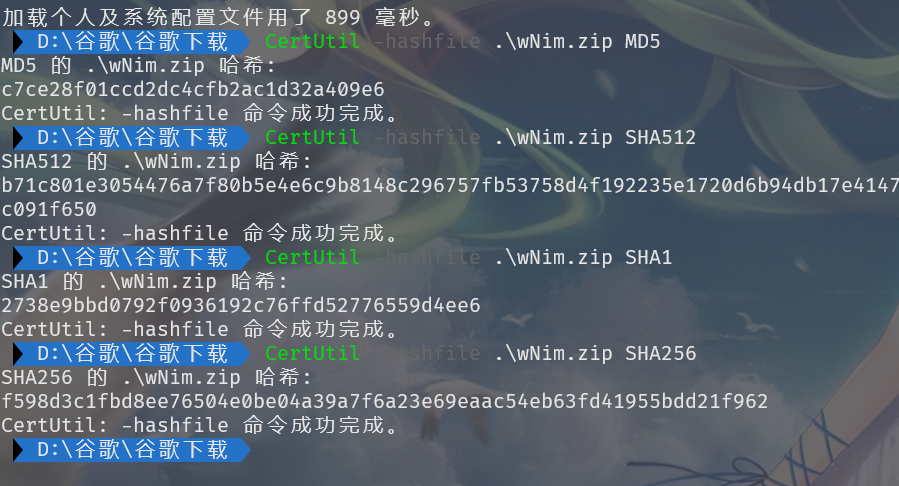 加载个人及系统配置文件用了 899 毫秒。
D:\谷歌\谷歌下载 CertUtil -hashfile .\wNim.zip MD5
MD5 的 .\wNim.zip 哈希:
c7ce28f01ccd2dc4cfb2ac1d32a409e6
CertUtil: -hashfile 命令成功完成。
D:\谷歌\谷歌下载 CertUtil -hashfile .\wNim.zip SHA512
SHA512 的 .\wNim.zip 哈希:
b71c801e3054476a7f80b5e4e6c9b8148c296757fb53758d4f192235e1720d6b94db17e4147
c091f650
CertUtil: -hashfile 命令成功完成。
D:\谷歌\谷歌下载 CertUtil -hashfile .\wNim.zip SHA1
SHA1 的 .\wNim.zip 哈希:
2738e9bbd0792f0936192c76ffd52776559d4ee6
CertUtil: -hashfile 命令成功完成。
D:\谷歌\谷歌下载 CertUtil -hashfile .\wNim.zip SHA256
SHA256 的 .\wNim.zip 哈希:
f598d3c1fbd8ee76504e0be04a39a7f6a23e69eaac54eb63fd41955bdd21f962
CertUtil: -hashfile 命令成功完成。
D:\谷歌\谷歌下载